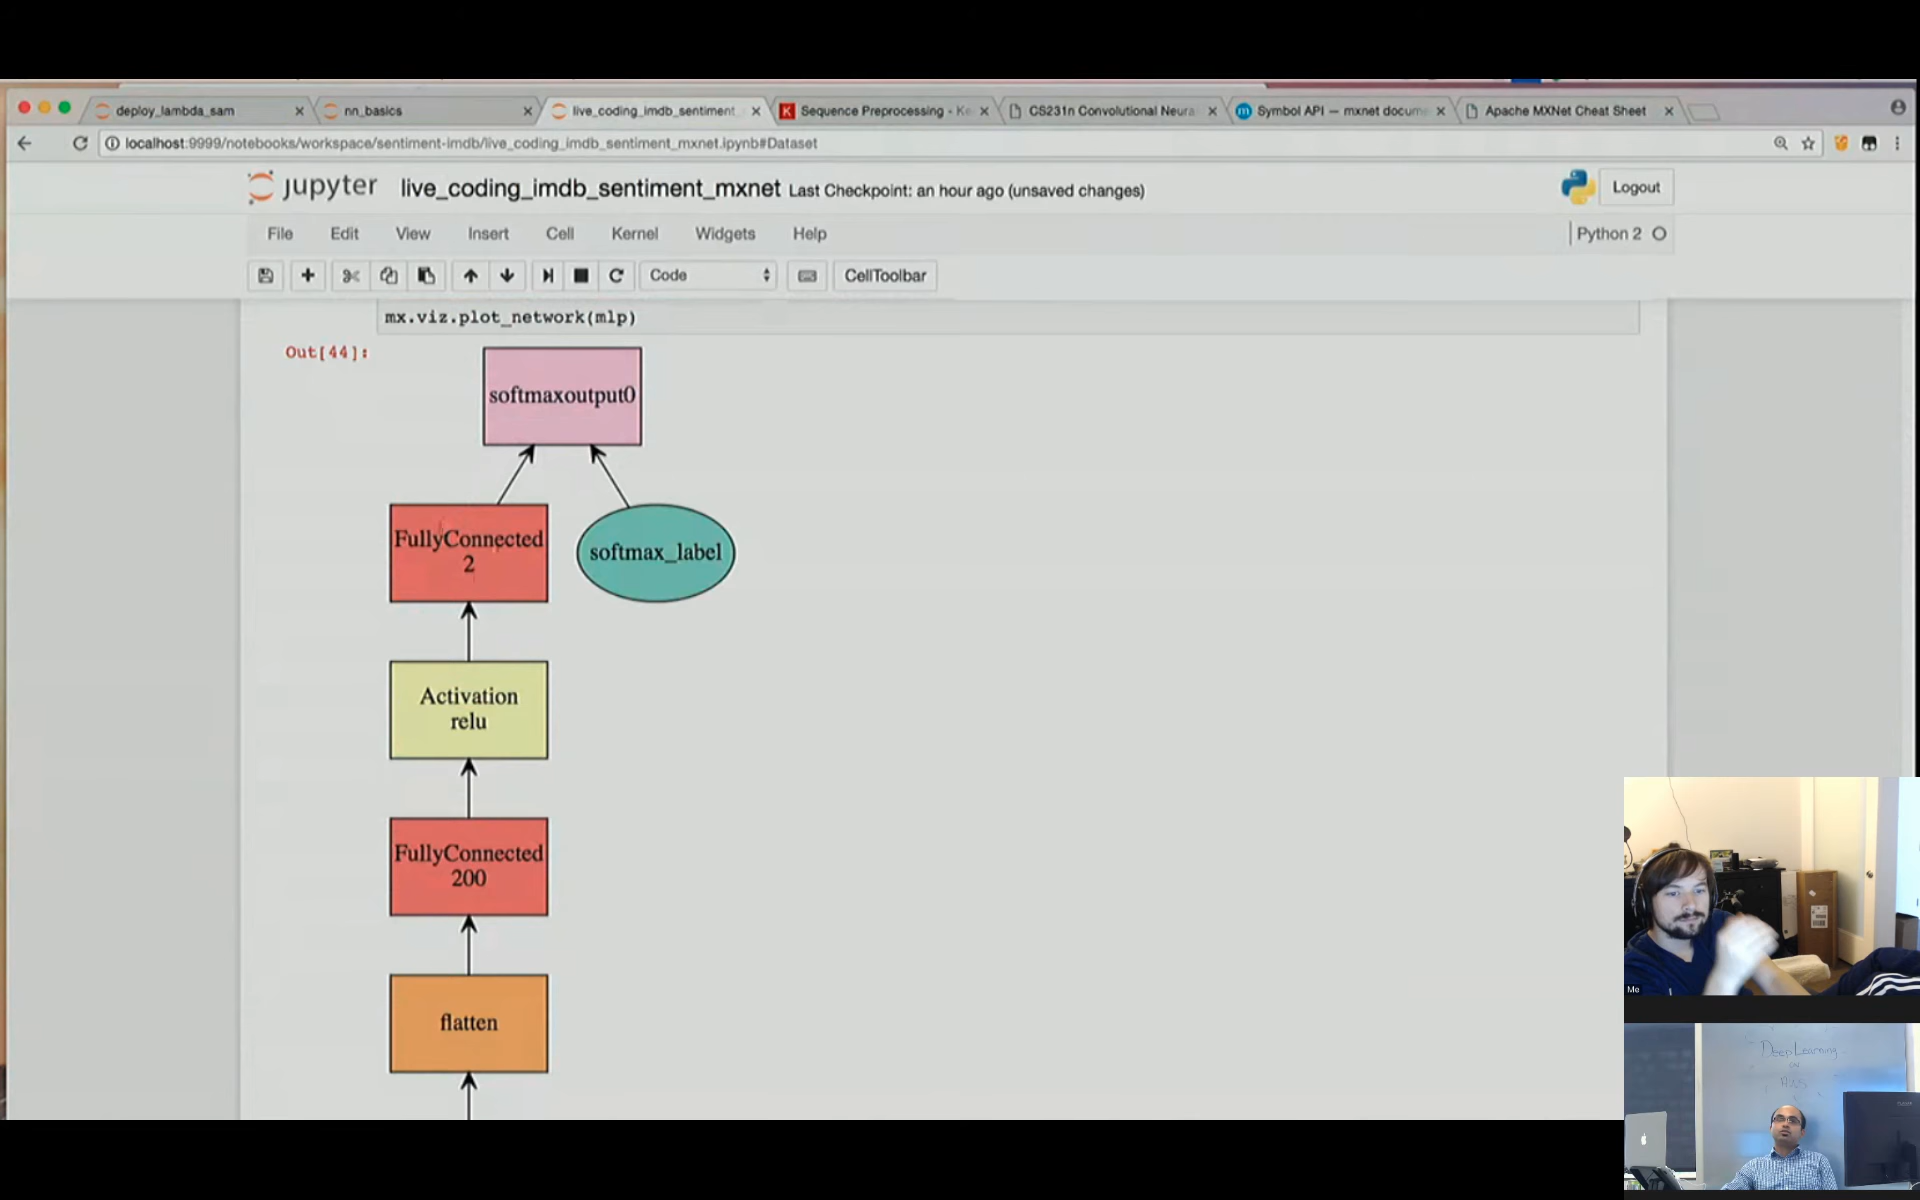 deploy_lambda_sam
nn_basics
live_coding_imdb_sentiment
Sequence Preprocessing - Ke
CS231n Convolutional Neura
Symbol API — mxnet docum
Apache MXNet Cheat Sheet
localhost:9999/notebooks/workspace/sentiment-imdb/live_coding_imdb_sentiment_mxnet.ipynb#Dataset
jupyter live_coding_imdb_sentiment_mxnet Last Checkpoint: an hour ago (unsaved changes)
Logout
File Edit View Insert Cell Kernel Widgets Help
Python 2
Code
CellToolbar
mx.viz.plot_network(mlp)
Out[44]:
softmaxoutput0
FullyConnected
2
softmax_label
Activation
relu
FullyConnected
200
flatten
Me
Deep Learning
on
AWS